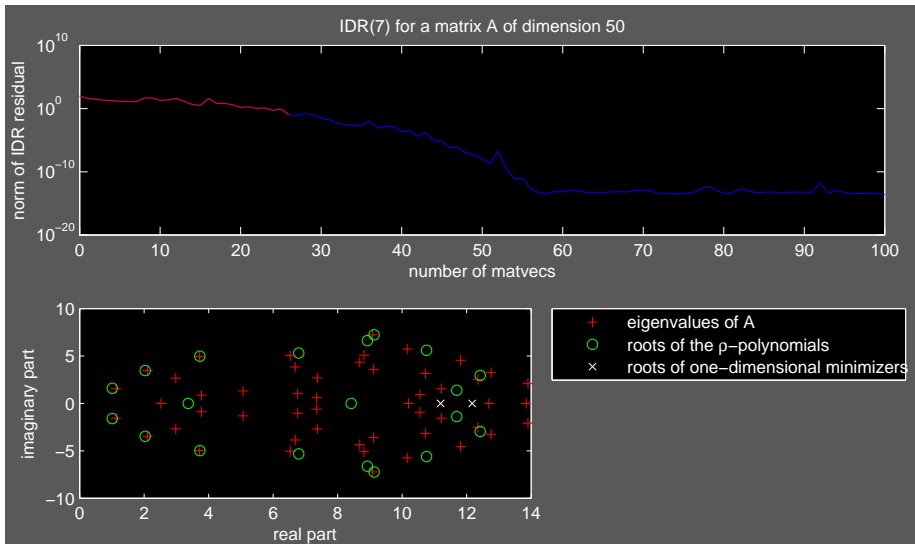 IDR(7) for a matrix A of dimension 50
norm of IDR residual
10^10
10^0
10^-10
10^-20
0 10 20 30 40 50 60 70 80 90 100
number of matvecs
imaginary part
10
5
0
-5
-10
0 2 4 6 8 10 12 14
real part
eigenvalues of A
roots of the ρ-polynomials
roots of one-dimensional minimizers